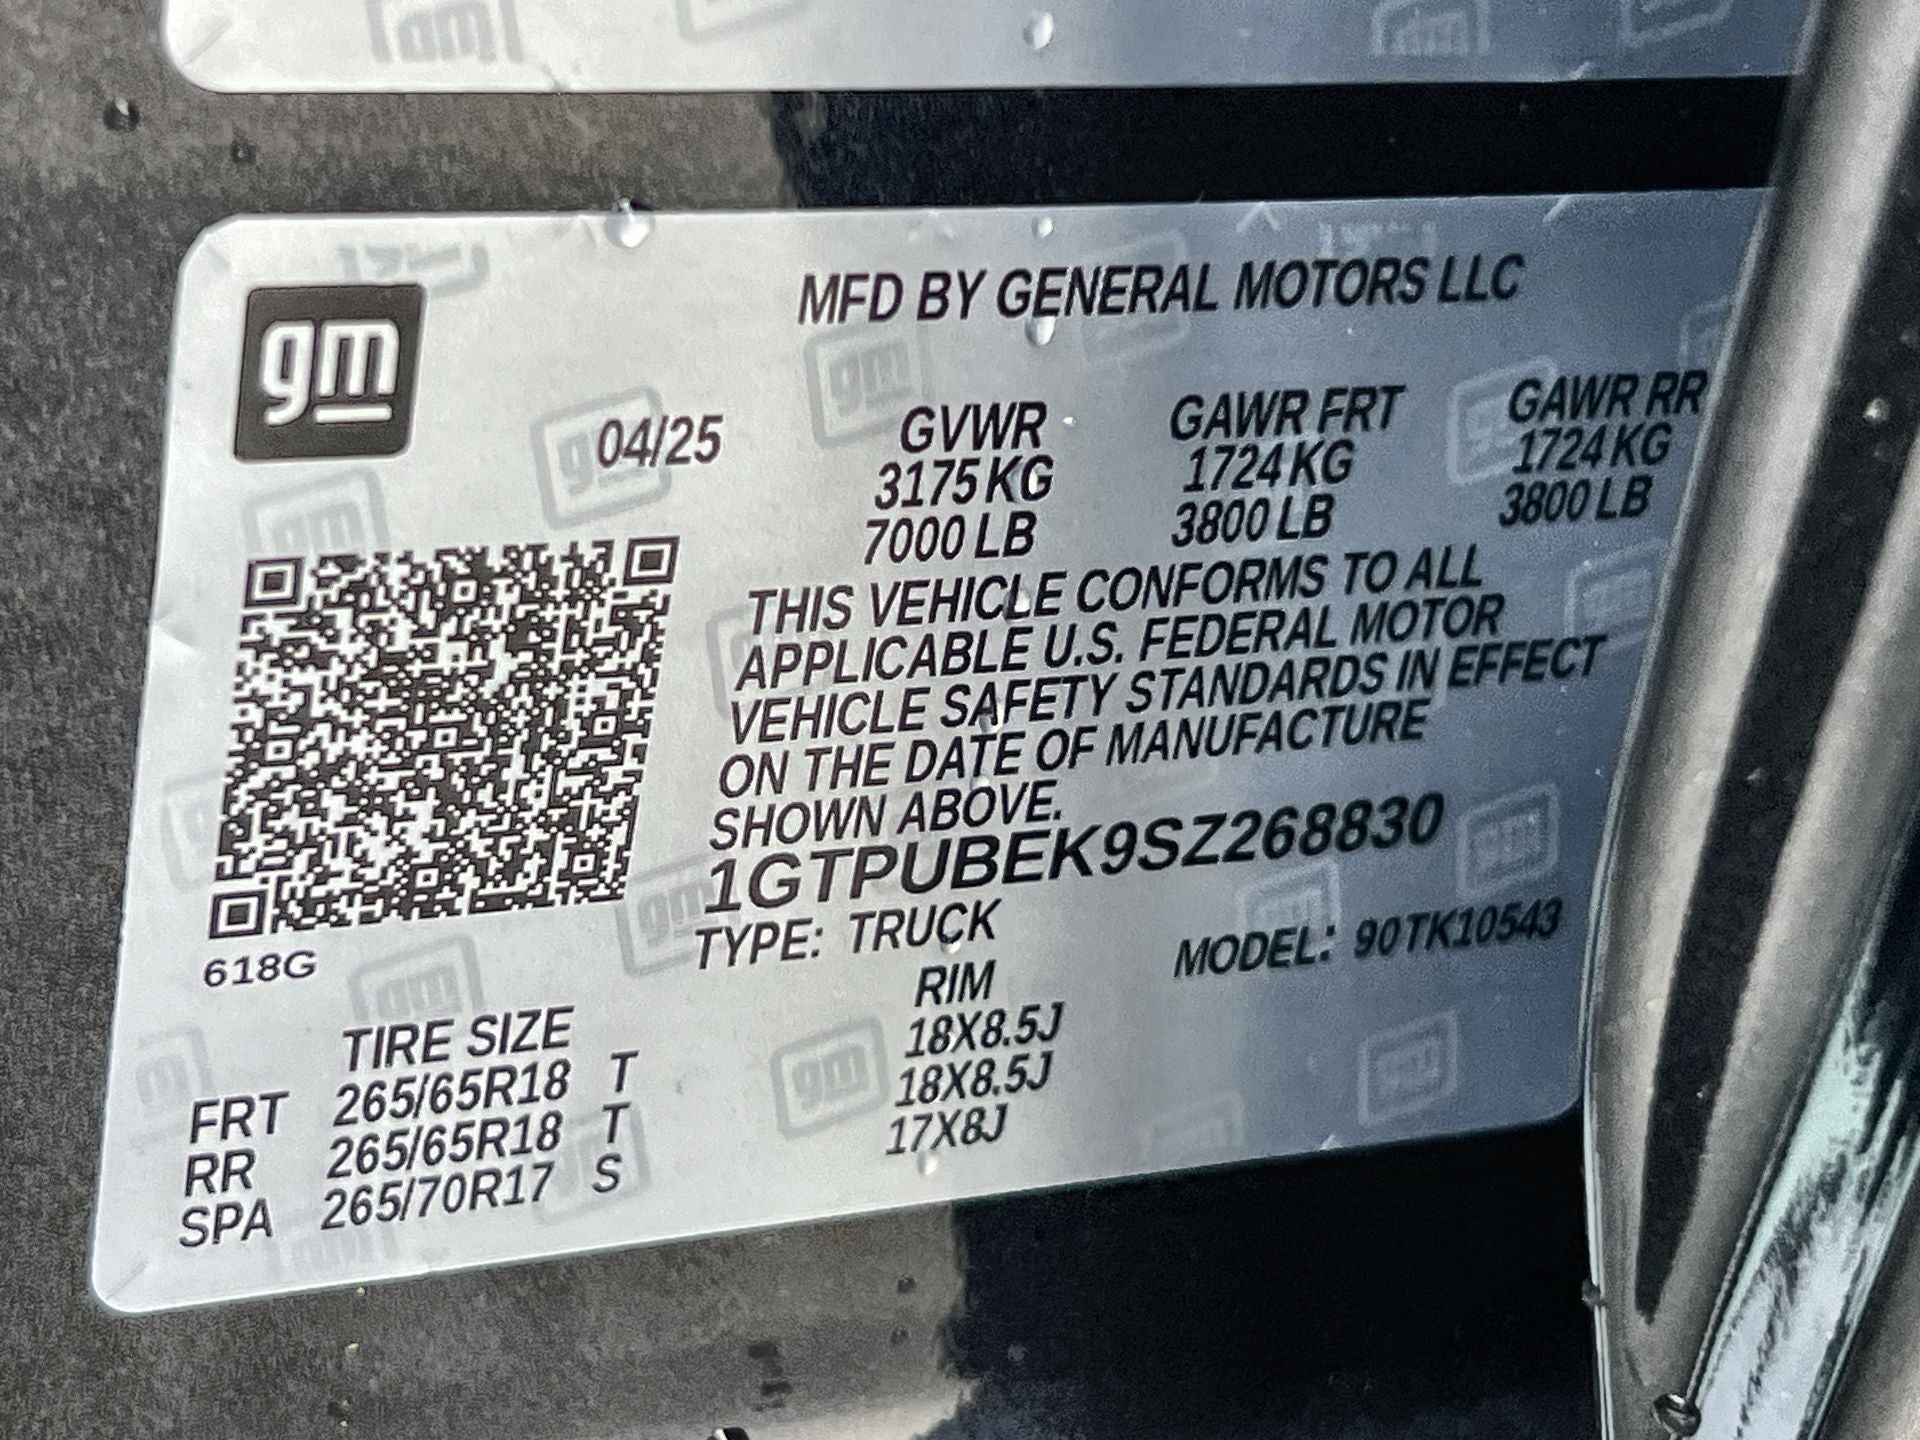 MFD BY GENERAL MOTORS LLC
gm
04/25 GVWR GAWR FRT GAWR RR
3175 KG 1724 KG 1724 KG
7000 LB 3800 LB 3800 LB
THIS VEHICLE CONFORMS TO ALL
APPLICABLE U.S. FEDERAL MOTOR
VEHICLE SAFETY STANDARDS IN EFFECT
ON THE DATE OF MANUFACTURE
SHOWN ABOVE.
1GTPUBEK9SZ268830
TYPE: TRUCK MODEL: 90TK10543
618G
TIRE SIZE RIM
FRT 265/65R18 T 18X8.5J
RR 265/65R18 T 18X8.5J
SPA 265/70R17 S 17X8J